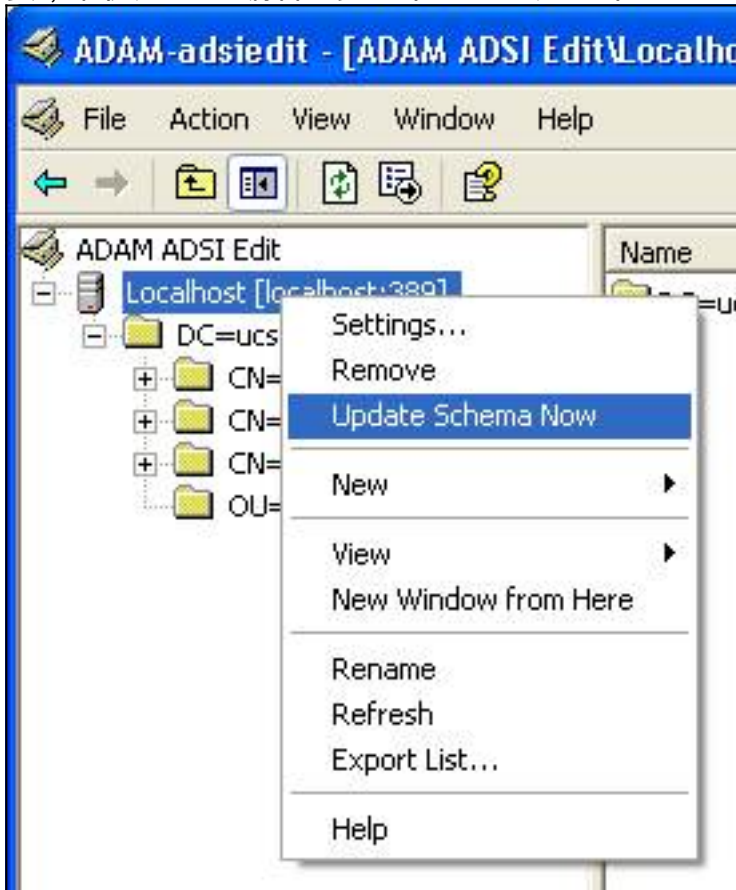 ADAM-adsiedit - [ADAM ADSI Edit\Localho
File Action View Window Help
ADAM ADSI Edit
Name
Localhost [localhost:389]
DC=ucs
CN=
CN=
CN=
OU=
Settings...
Remove
Update Schema Now
New
View
New Window from Here
Rename
Refresh
Export List...
Help